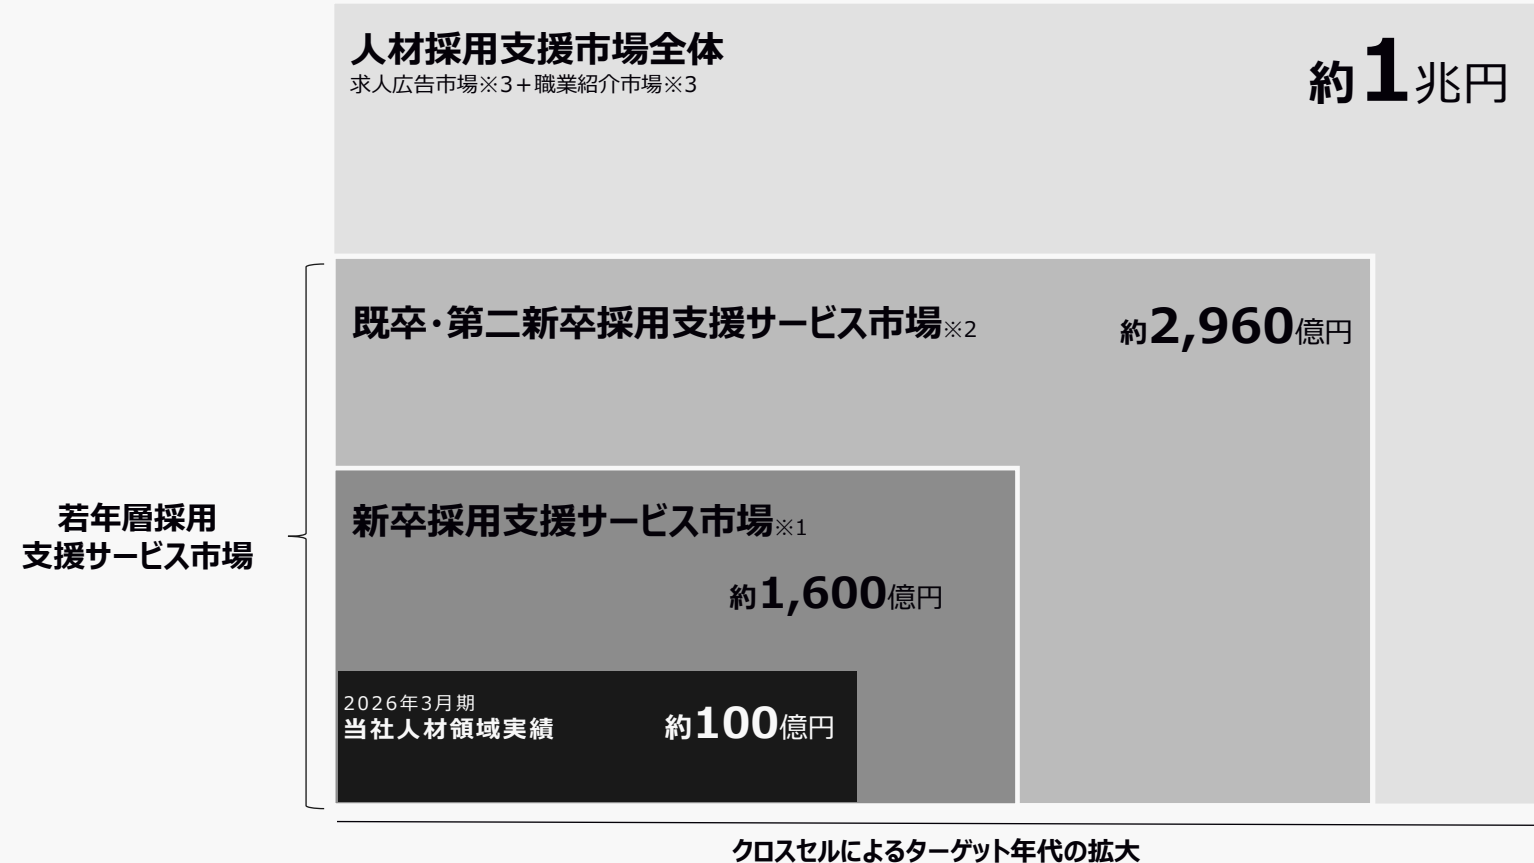 人材採用支援市場全体
求人広告市場※3＋職業紹介市場※3
約1兆円
既卒・第二新卒採用支援サービス市場※2
約2,960億円
若年層採用
支援サービス市場
新卒採用支援サービス市場※1
約1,600億円
2026年3月期
当社人材領域実績
約100億円
クロスセルによるターゲット年代の拡大